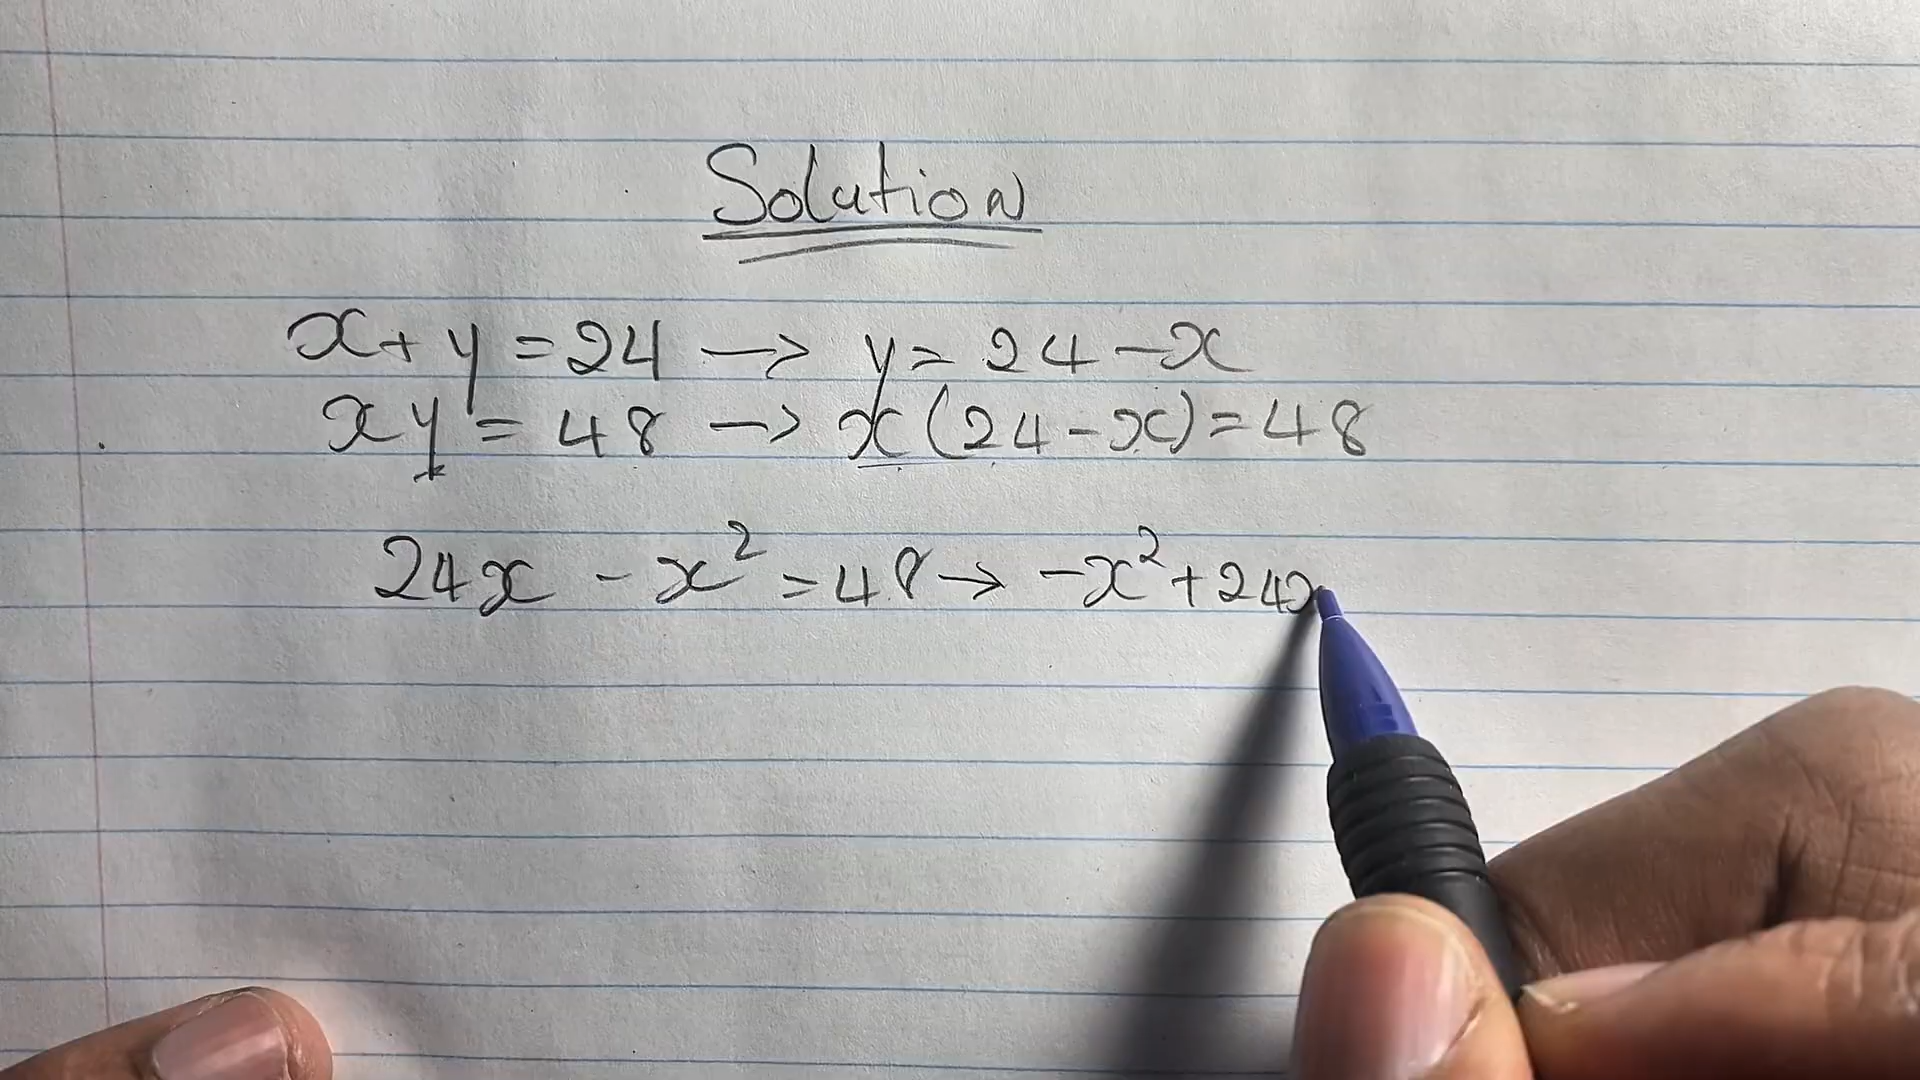 Solution
x + y = 24 → y = 24 - x
xy = 48 → x(24 - x) = 48
24x - x² = 48 → -x² + 24x